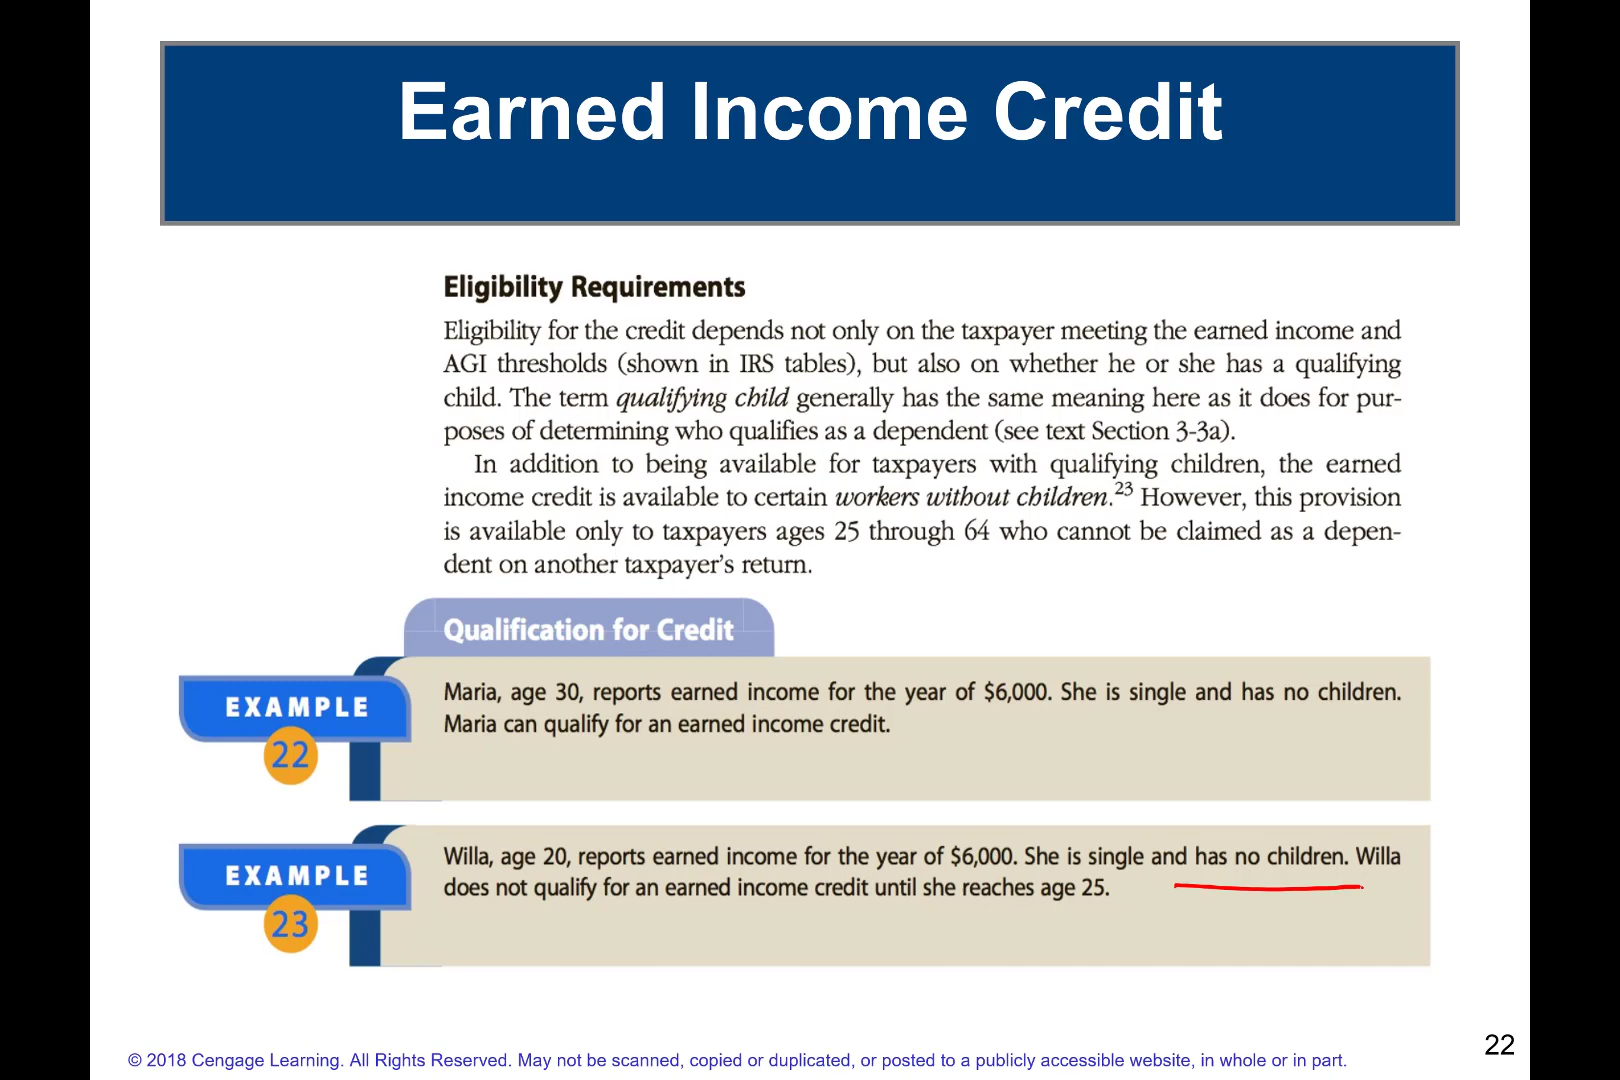 Earned Income Credit
Eligibility Requirements
Eligibility for the credit depends not only on the taxpayer meeting the earned income and
AGI thresholds (shown in IRS tables), but also on whether he or she has a qualifying
child. The term qualifying child generally has the same meaning here as it does for pur-
poses of determining who qualifies as a dependent (see text Section 3-3a).
In addition to being available for taxpayers with qualifying children, the earned
income credit is available to certain workers without children.23 However, this provision
is available only to taxpayers ages 25 through 64 who cannot be claimed as a depen-
dent on another taxpayer's return.
Qualification for Credit
EXAMPLE
22
Maria, age 30, reports earned income for the year of $6,000. She is single and has no children.
Maria can qualify for an earned income credit.
EXAMPLE
23
Willa, age 20, reports earned income for the year of $6,000. She is single and has no children. Willa
does not qualify for an earned income credit until she reaches age 25.
© 2018 Cengage Learning. All Rights Reserved. May not be scanned, copied or duplicated, or posted to a publicly accessible website, in whole or in part.
22